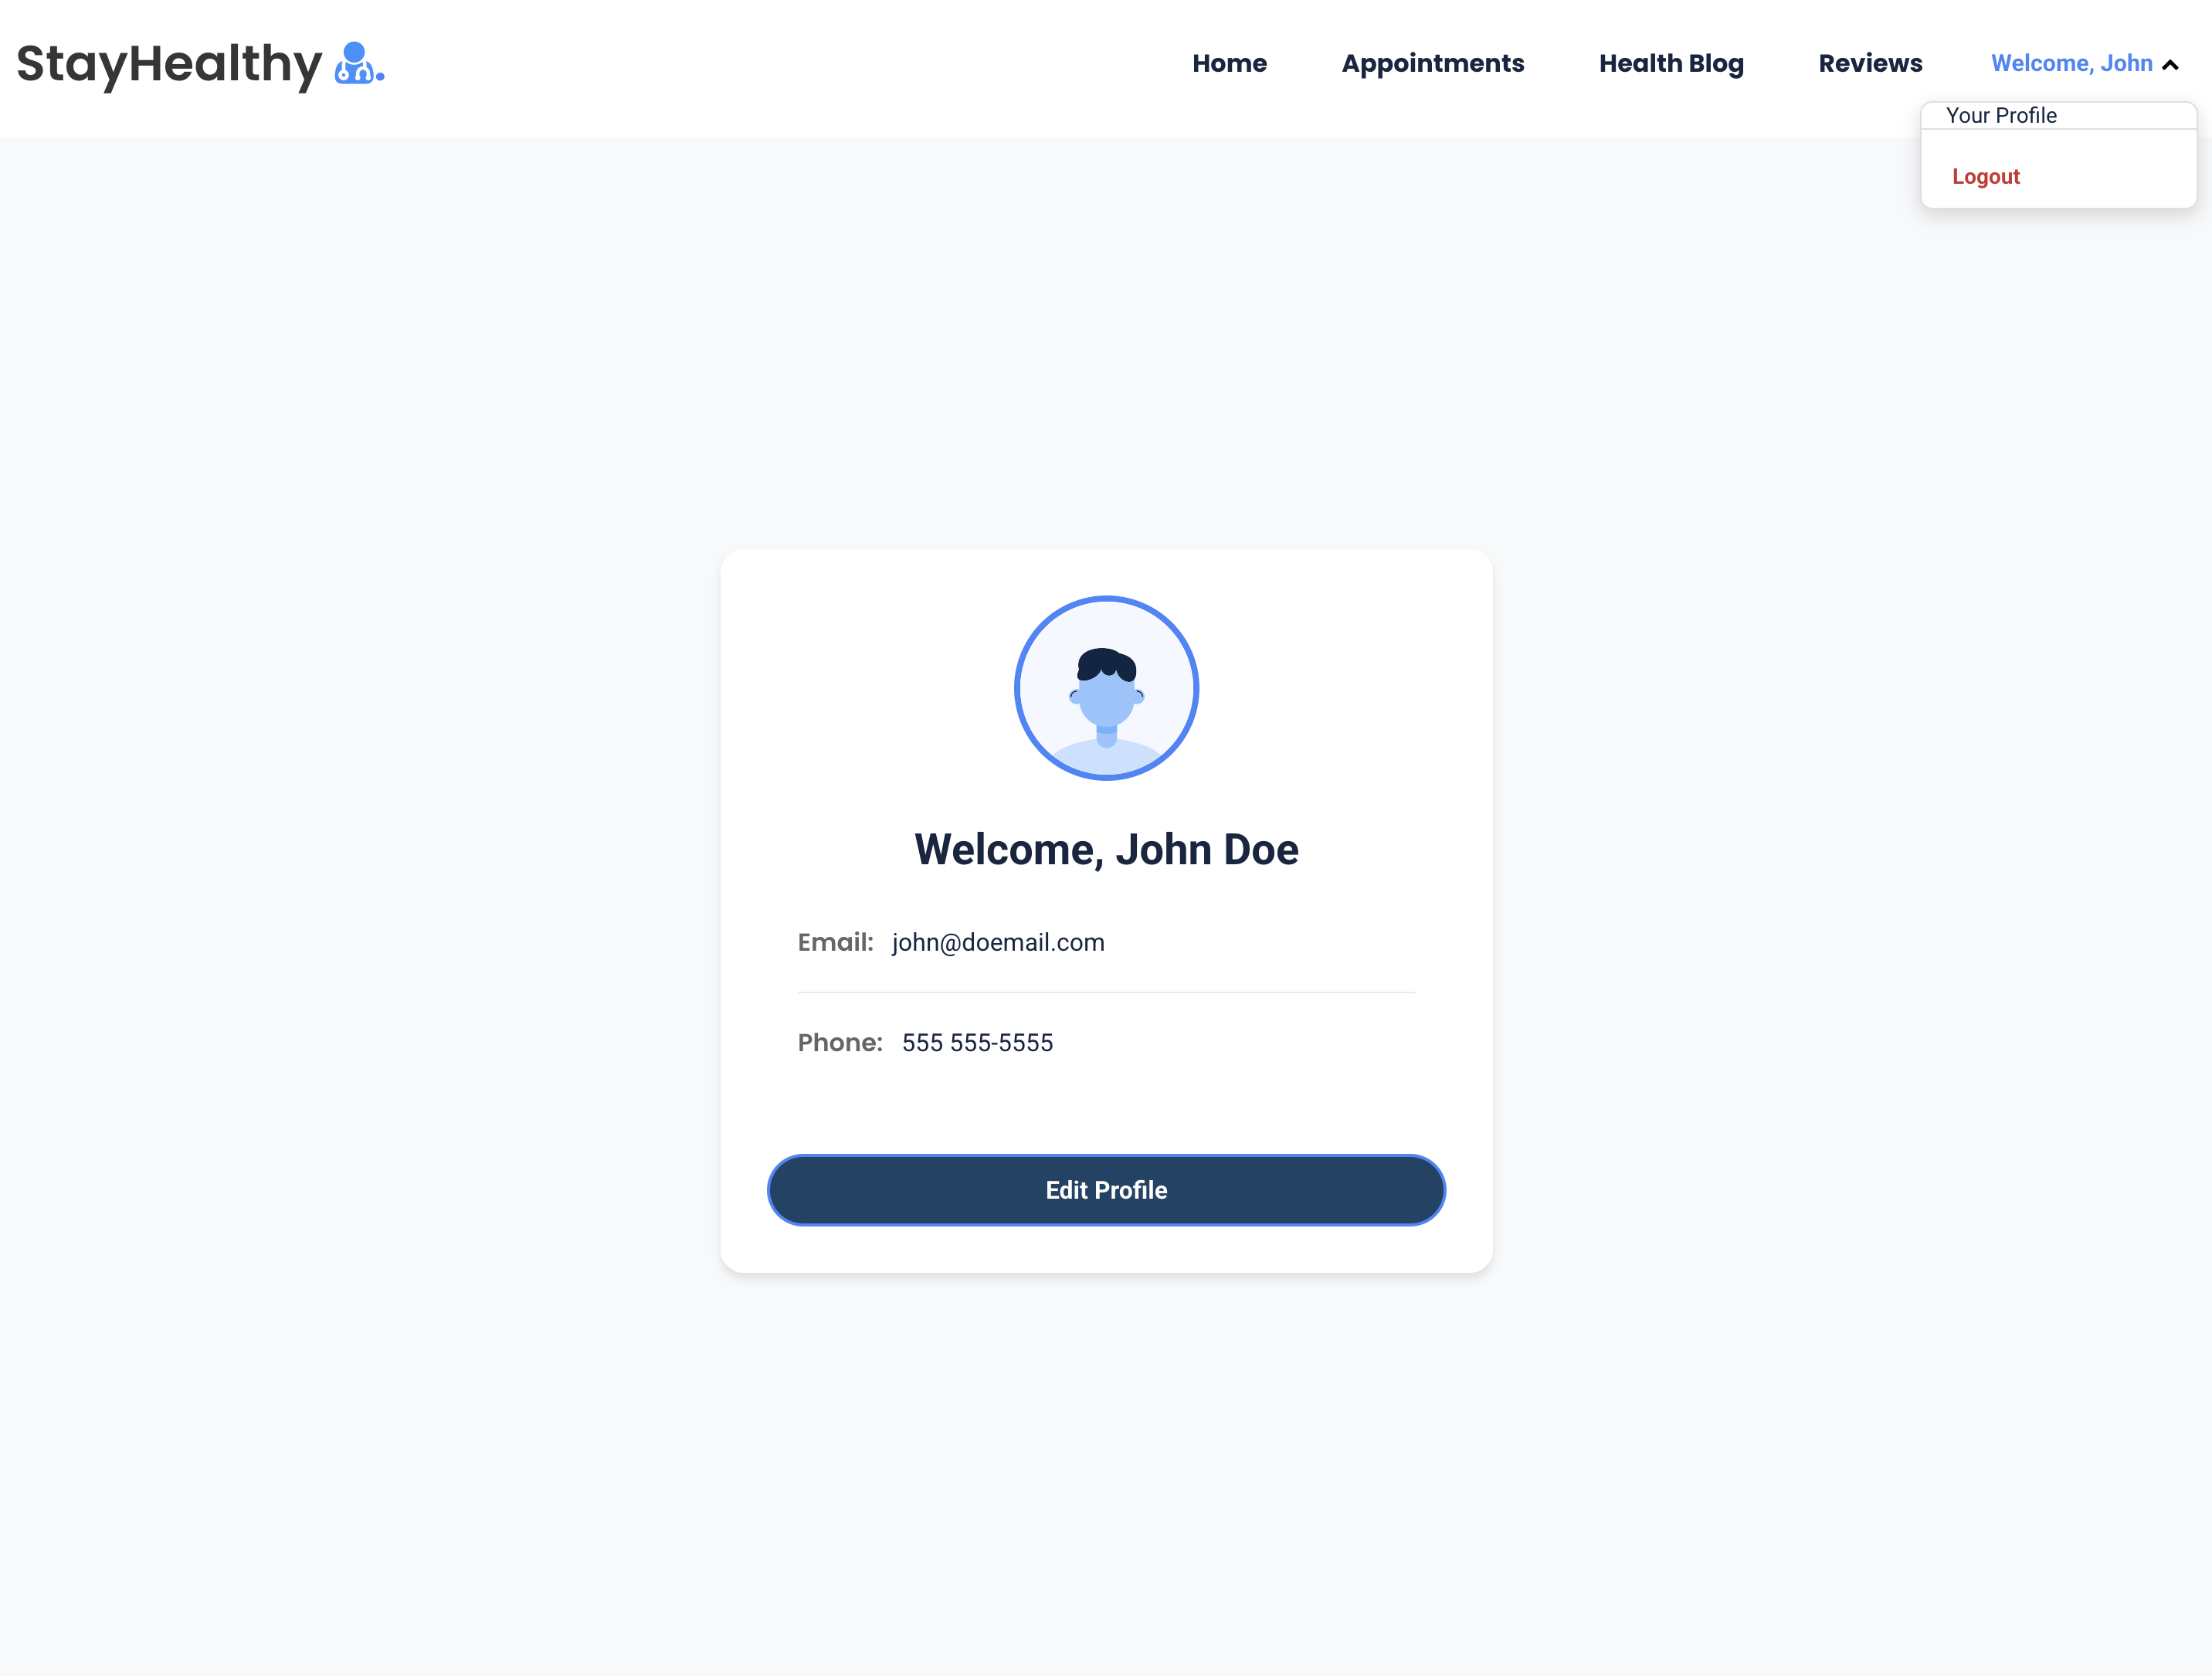 StayHealthy
Home Appointments Health Blog Reviews Welcome, John
Your Profile
Logout
Welcome, John Doe
Email: john@doemail.com
Phone: 555 555-5555
Edit Profile